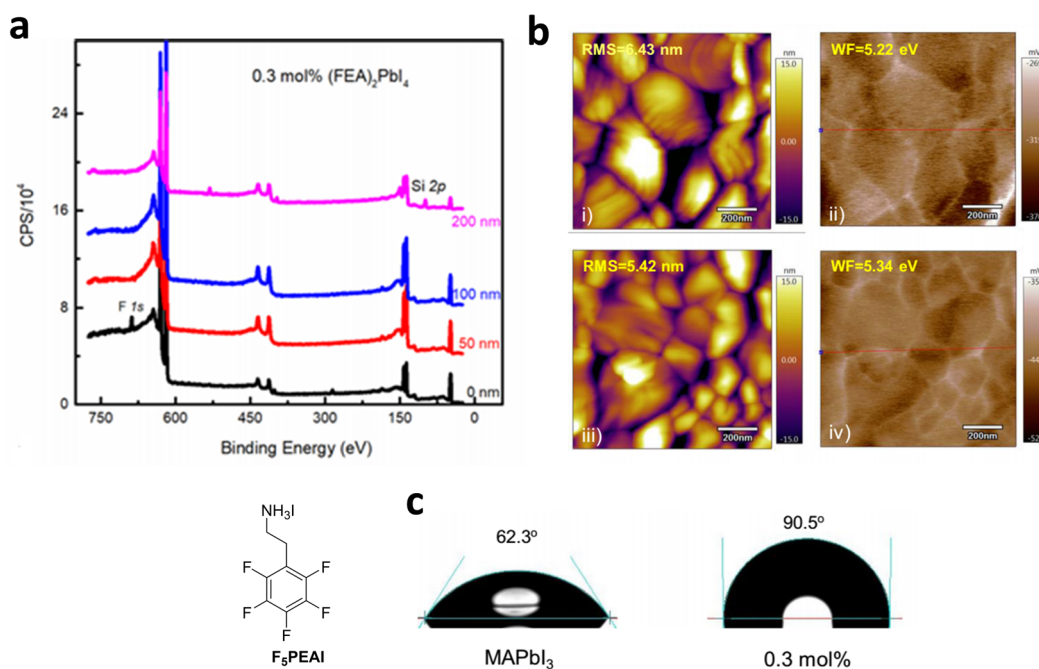 a
0.3 mol% (FEA)₂PbI₄
CPS/10⁴
24
16
8
0
Si 2p
200 nm
100 nm
50 nm
0 nm
F 1s
750 600 450 300 150 0
Binding Energy (eV)
b
RMS=6.43 nm
i)
200nm
nm
15.0
0.00
-15.0
WF=5.22 eV
ii)
200nm
mV
RMS=5.42 nm
iii)
200nm
nm
15.0
0.00
-15.0
WF=5.34 eV
iv)
200nm
NH₃I
F F
F F
F
F₅PEAI
c
62.3º
MAPbI₃
90.5º
0.3 mol%